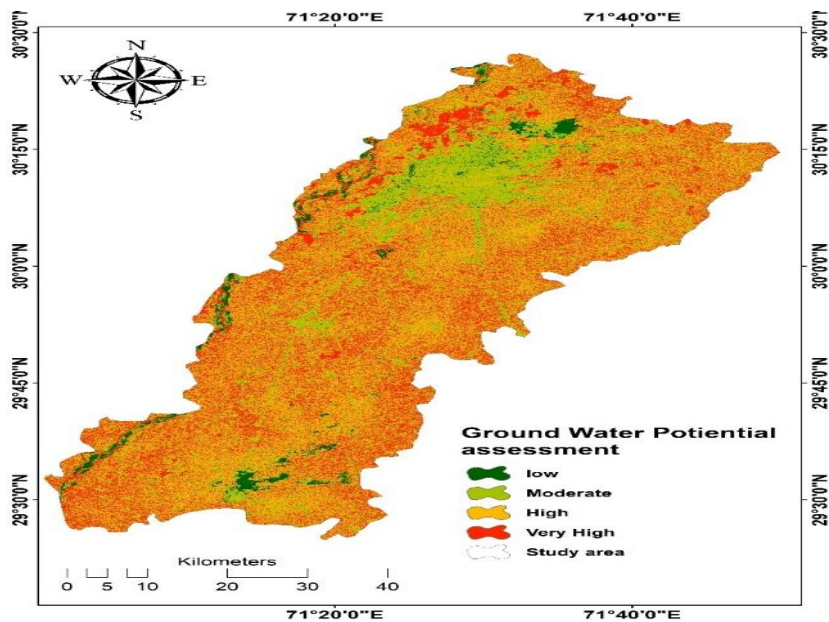 71°20'0"E 71°40'0"E
30°30'0"N 30°30'0"N
N
W E
S
30°15'0"N 30°15'0"N
30°0'0"N 30°0'0"N
29°45'0"N 29°45'0"N
Ground Water Potiential
assessment
low
Moderate
High
Very High
Study area
29°30'0"N 29°30'0"N
Kilometers
0 5 10 20 30 40
71°20'0"E 71°40'0"E